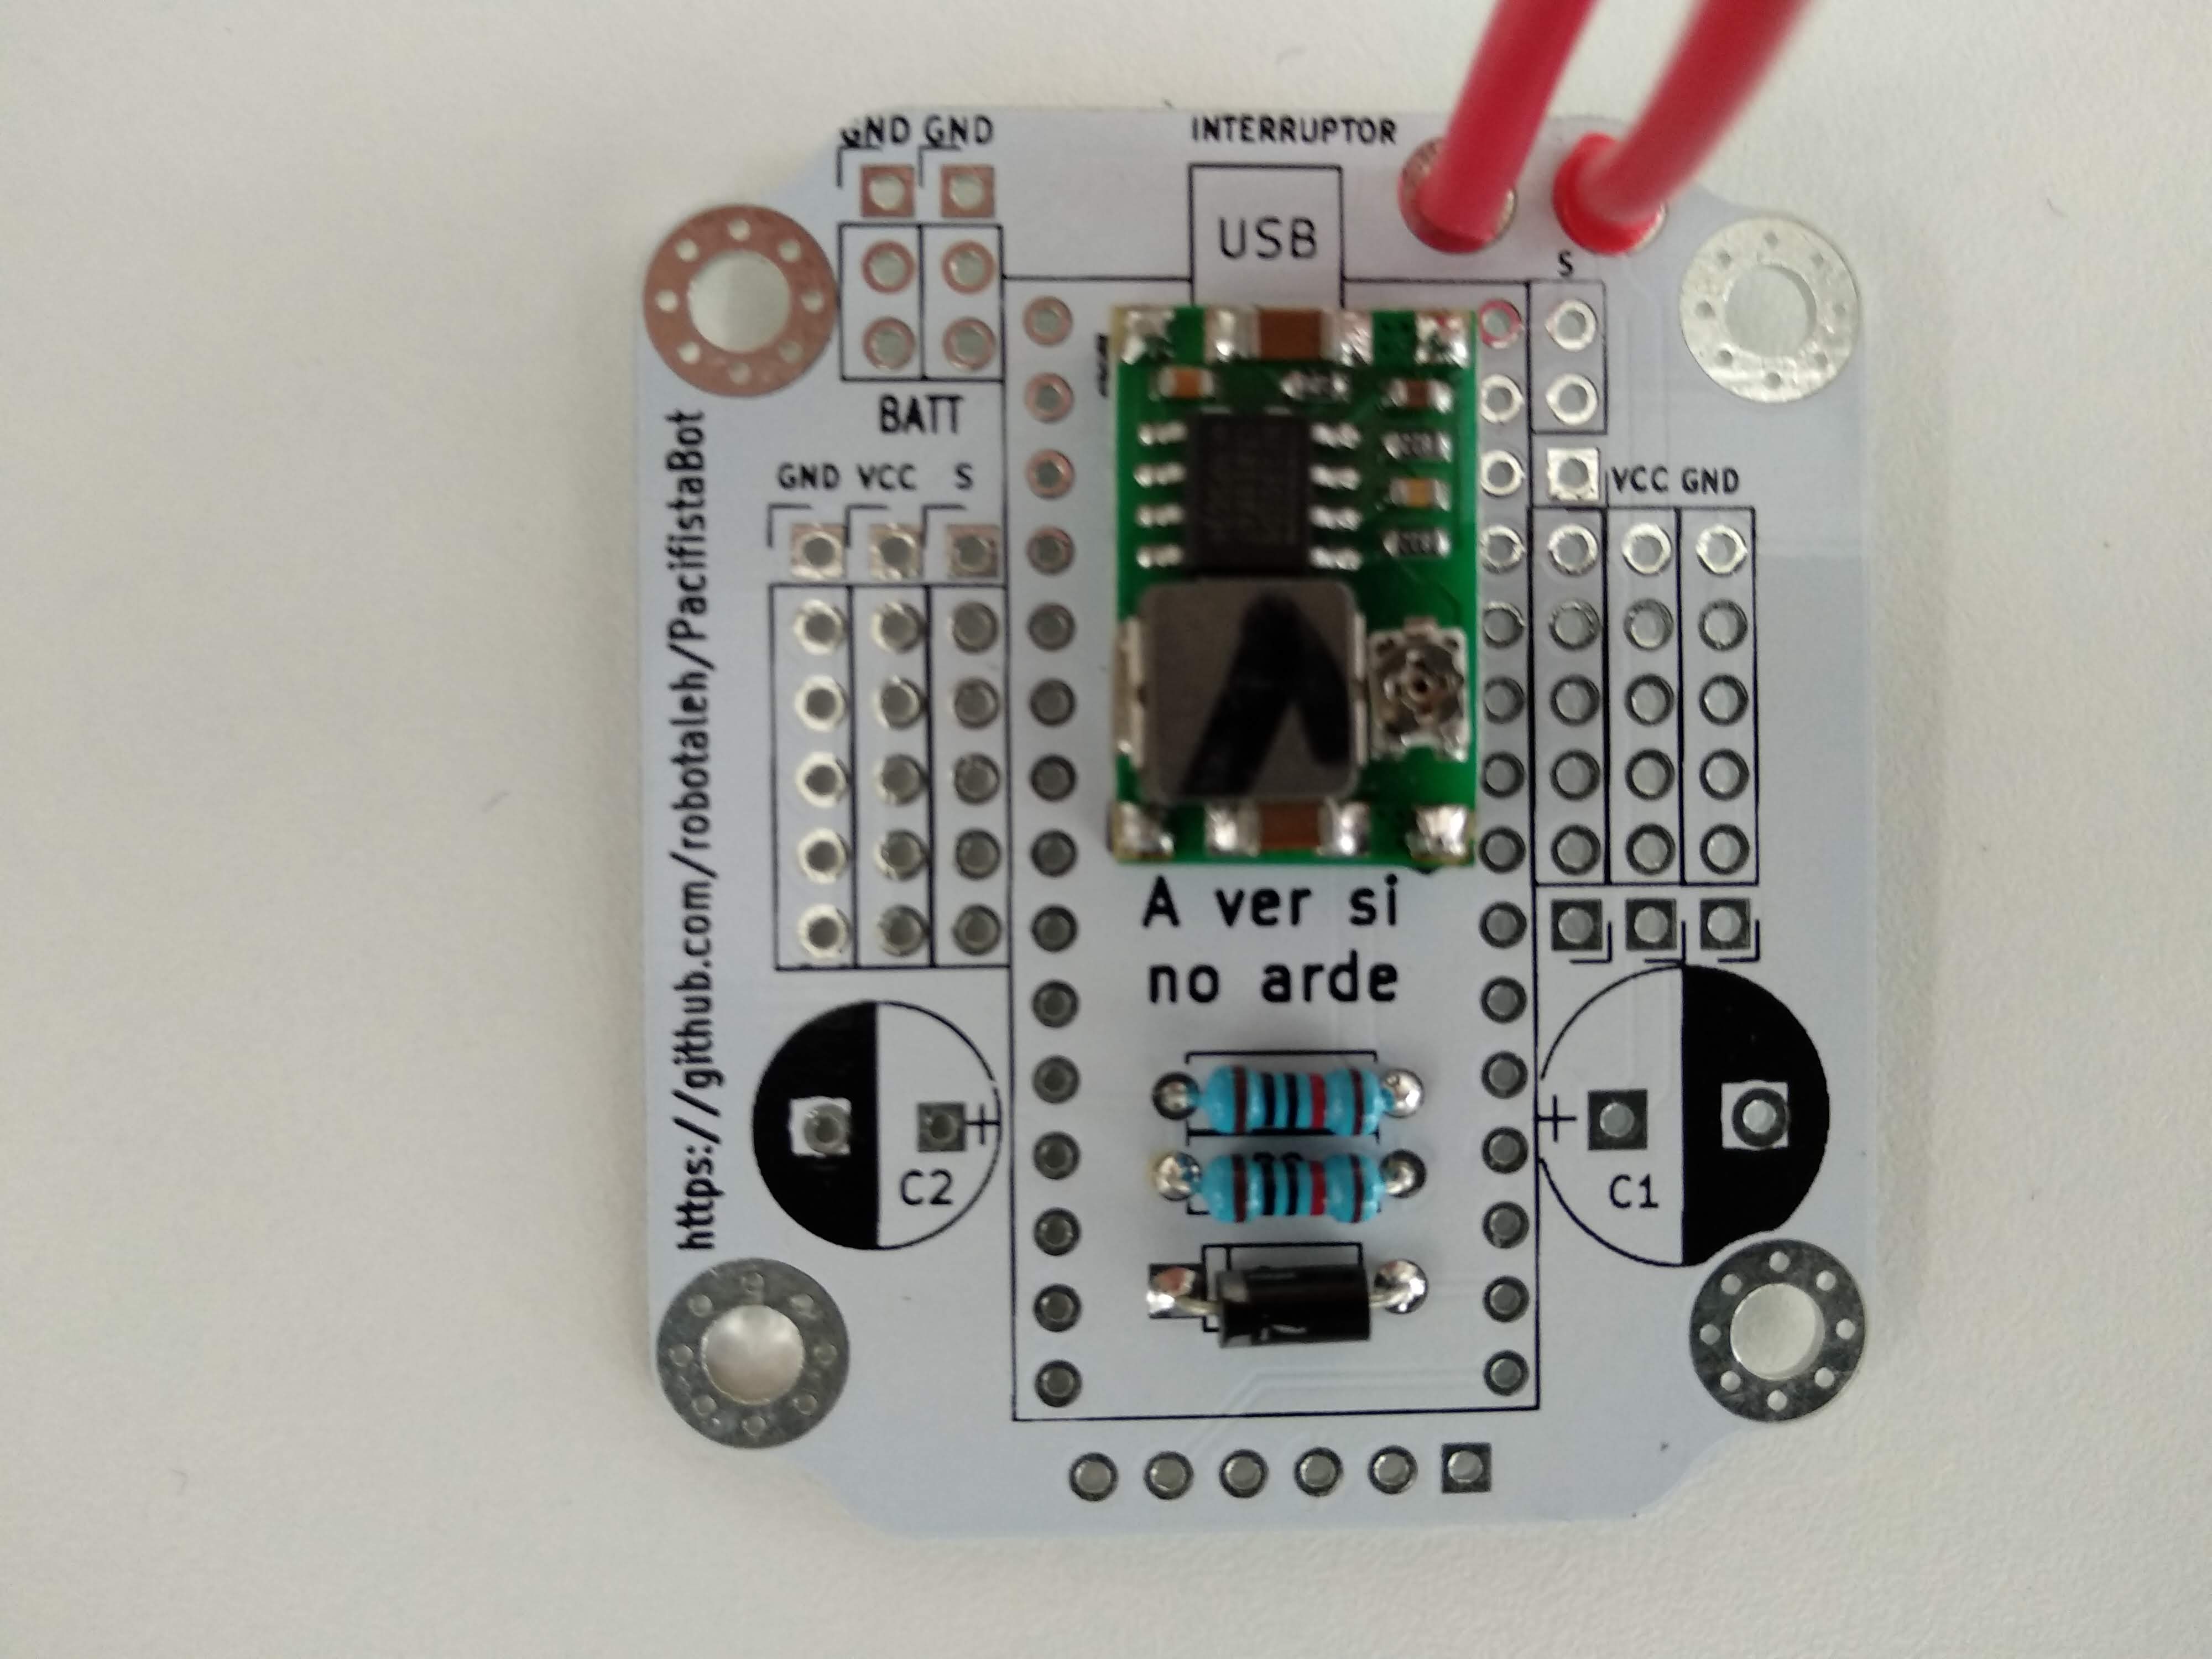 GND
VCC
S
C1
INTERRUPTOR
USB
A ver si
no arde
GND
GND
BATT
S
VCC
GND
C2
https://github.com/robotaleh/PacifistaBot